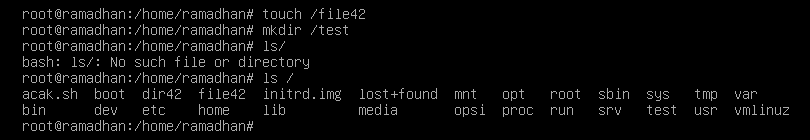 root@ramadhan:/home/ramadhan# touch /file42
root@ramadhan:/home/ramadhan# mkdir /test
root@ramadhan:/home/ramadhan# ls/
bash: ls/: No such file or directory
root@ramadhan:/home/ramadhan# ls /
acak.sh boot dir42 file42 initrd.img lost+found mnt opt root sbin sys tmp var
bin dev etc home lib media opsi proc run srv test usr vmlinuz
root@ramadhan:/home/ramadhan#